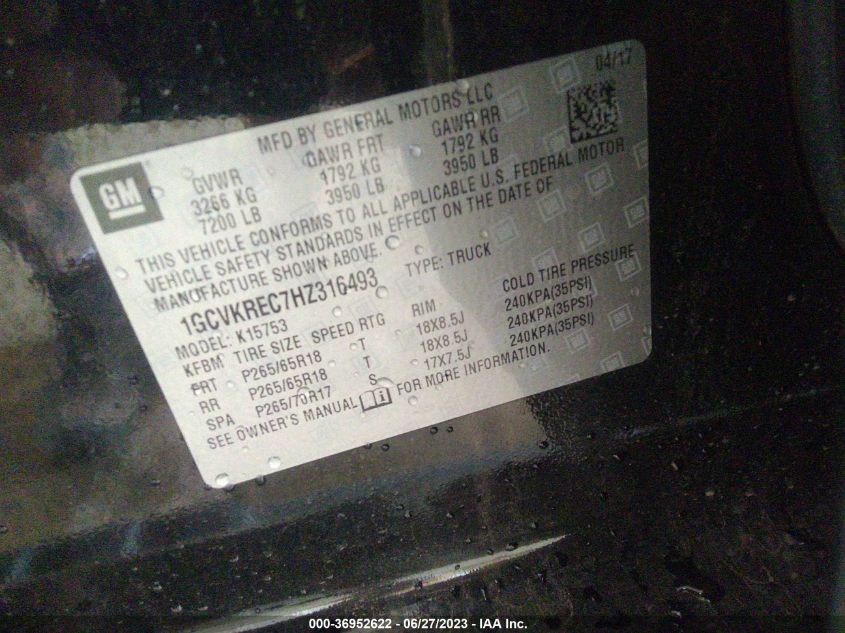 04/17
MFD BY GENERAL MOTORS LLC
GM
GVWR GAWR FRT GAWR RR
3266 KG 1792 KG 1792 KG
7200 LB 3950 LB 3950 LB
THIS VEHICLE CONFORMS TO ALL APPLICABLE U.S. FEDERAL MOTOR
VEHICLE SAFETY STANDARDS IN EFFECT ON THE DATE OF
MANUFACTURE SHOWN ABOVE.
1GCVKREC7HZ316493 TYPE: TRUCK
MODEL: K15753
KFBM TIRE SIZE SPEED RTG RIM COLD TIRE PRESSURE
FRT P265/65R18 T 18X8.5J 240KPA(35PSI)
RR P265/65R18 T 18X8.5J 240KPA(35PSI)
SPA P265/70R17 S 17X7.5J 240KPA(35PSI)
SEE OWNER'S MANUAL FOR MORE INFORMATION.
000-36952622 - 06/27/2023 - IAA Inc.